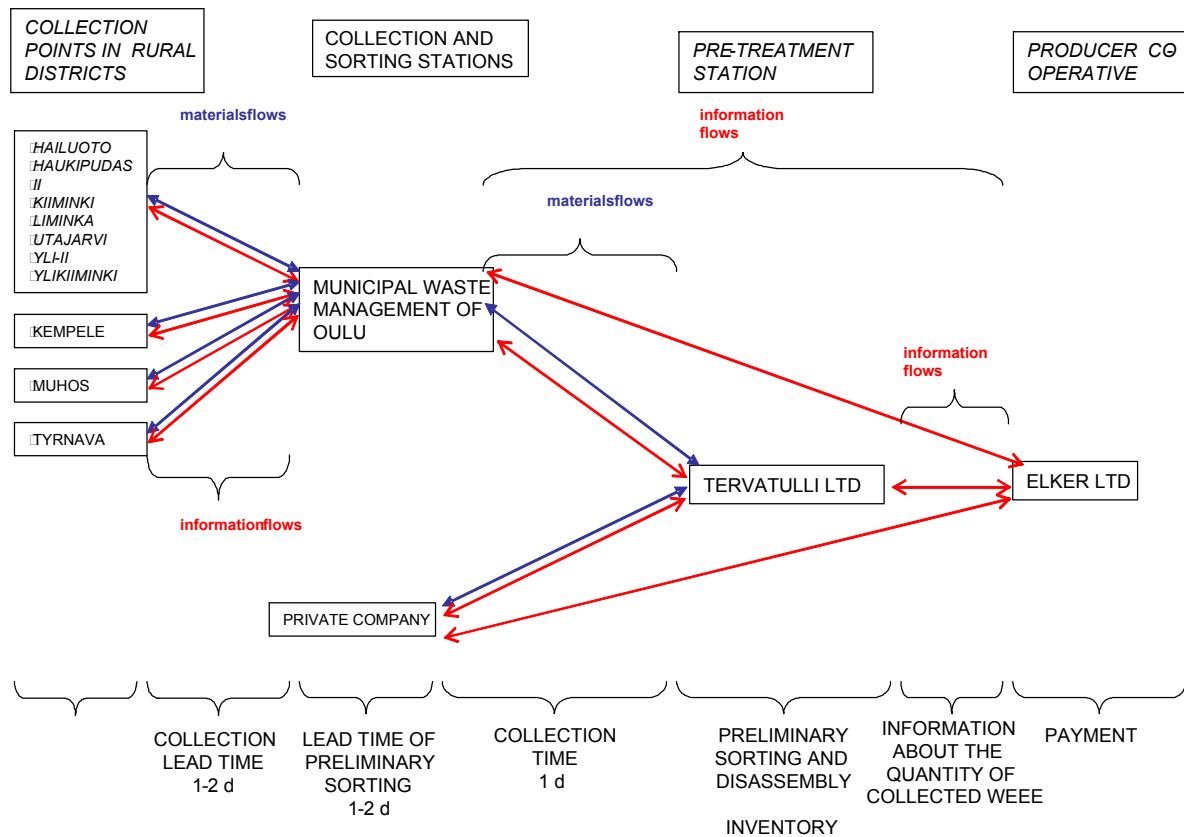 COLLECTION
POINTS IN RURAL
DISTRICTS
COLLECTION AND
SORTING STATIONS
PRE-TREATMENT
STATION
PRODUCER CO
OPERATIVE
materialsflows
information
flows
HAILUOTO
HAUKIPUDAS
II
KIIMINKI
LIMINKA
UTAJARVI
YLI-II
YLIKIIMINKI
materialsflows
MUNICIPAL WASTE
MANAGEMENT OF
OULU
KEMPELE
MUHOS
TYRNAVA
information
flows
TERVATULLI LTD
ELKER LTD
informationflows
PRIVATE COMPANY
COLLECTION
LEAD TIME
1-2 d
LEAD TIME OF
PRELIMINARY
SORTING
1-2 d
COLLECTION
TIME
1 d
PRELIMINARY
SORTING AND
DISASSEMBLY
INVENTORY
INFORMATION
ABOUT THE
QUANTITY OF
COLLECTED WEEE
PAYMENT